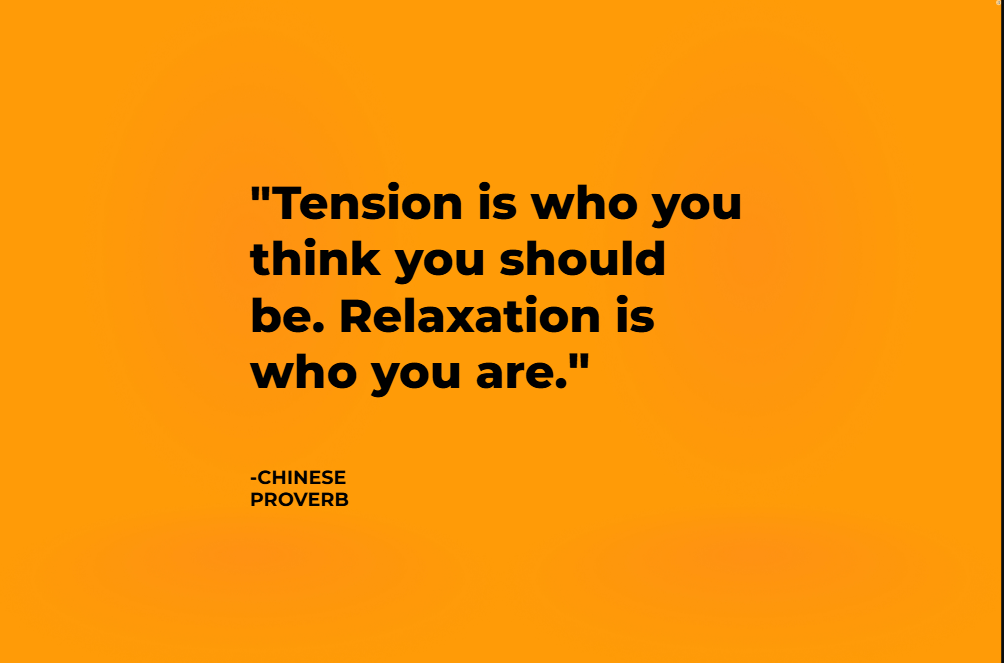 "Tension is who you
think you should
be. Relaxation is
who you are."
-CHINESE
PROVERB